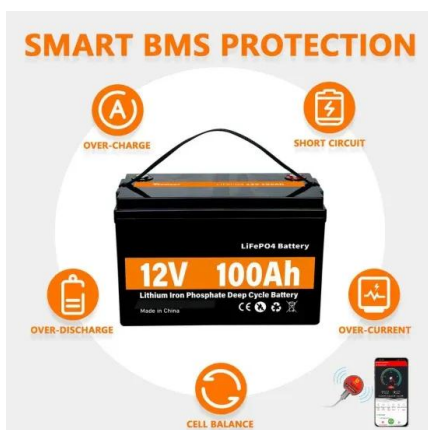 SMART BMS PROTECTION
A
OVER-CHARGE
SHORT CIRCUIT
LiFePO4 Battery
12V 100Ah
Lithium Iron Phosphate Deep Cycle Battery
Made in China
CE
OVER-DISCHARGE
OVER-CURRENT
CELL BALANCE